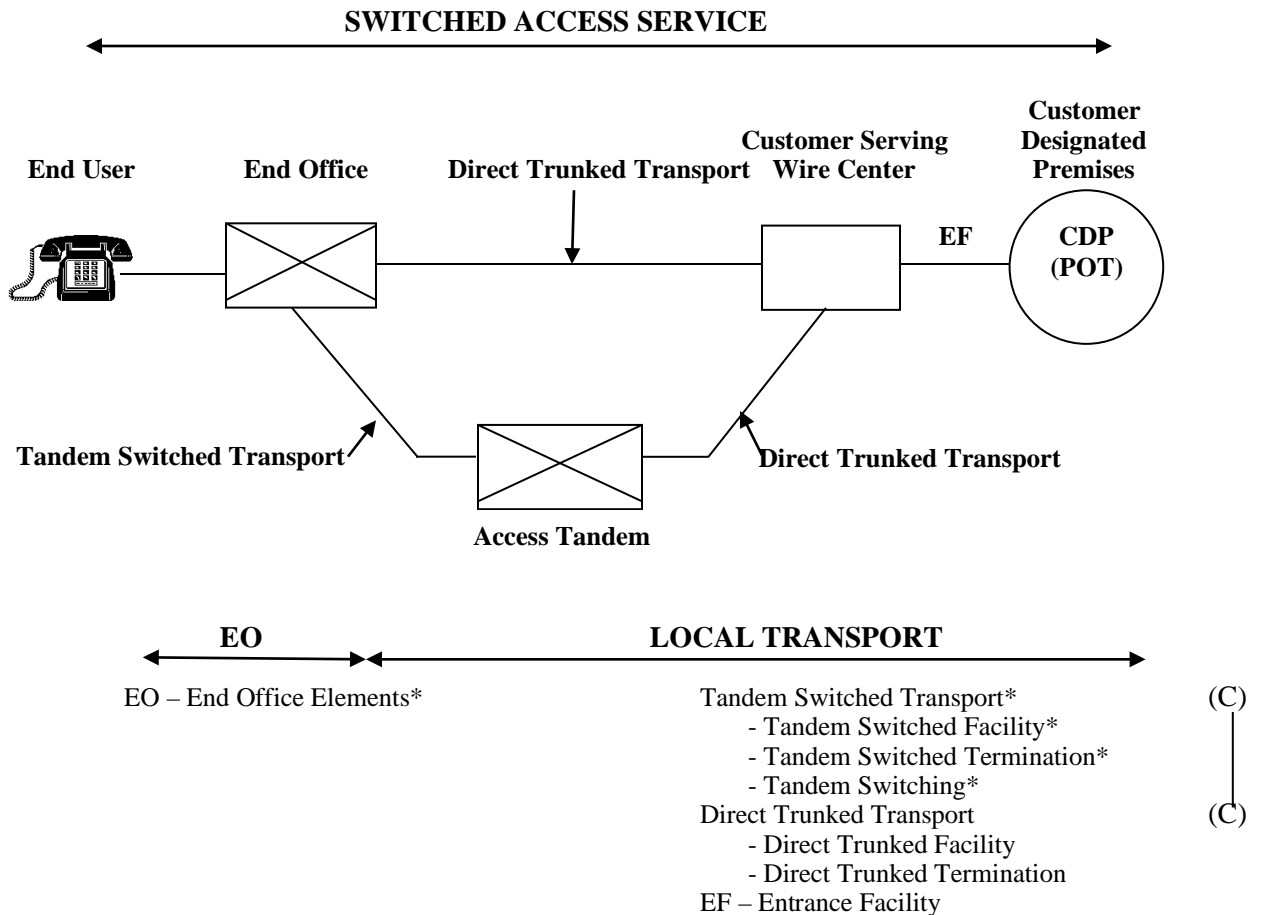 SWITCHED ACCESS SERVICE
Customer
Designated
Premises
Customer Serving
Wire Center
End User
End Office
Direct Trunked Transport
EF
CDP
(POT)
Tandem Switched Transport
Direct Trunked Transport
Access Tandem
EO
LOCAL TRANSPORT
EO – End Office Elements*
Tandem Switched Transport* (C)
- Tandem Switched Facility*
- Tandem Switched Termination*
- Tandem Switching*
Direct Trunked Transport (C)
- Direct Trunked Facility
- Direct Trunked Termination
EF – Entrance Facility